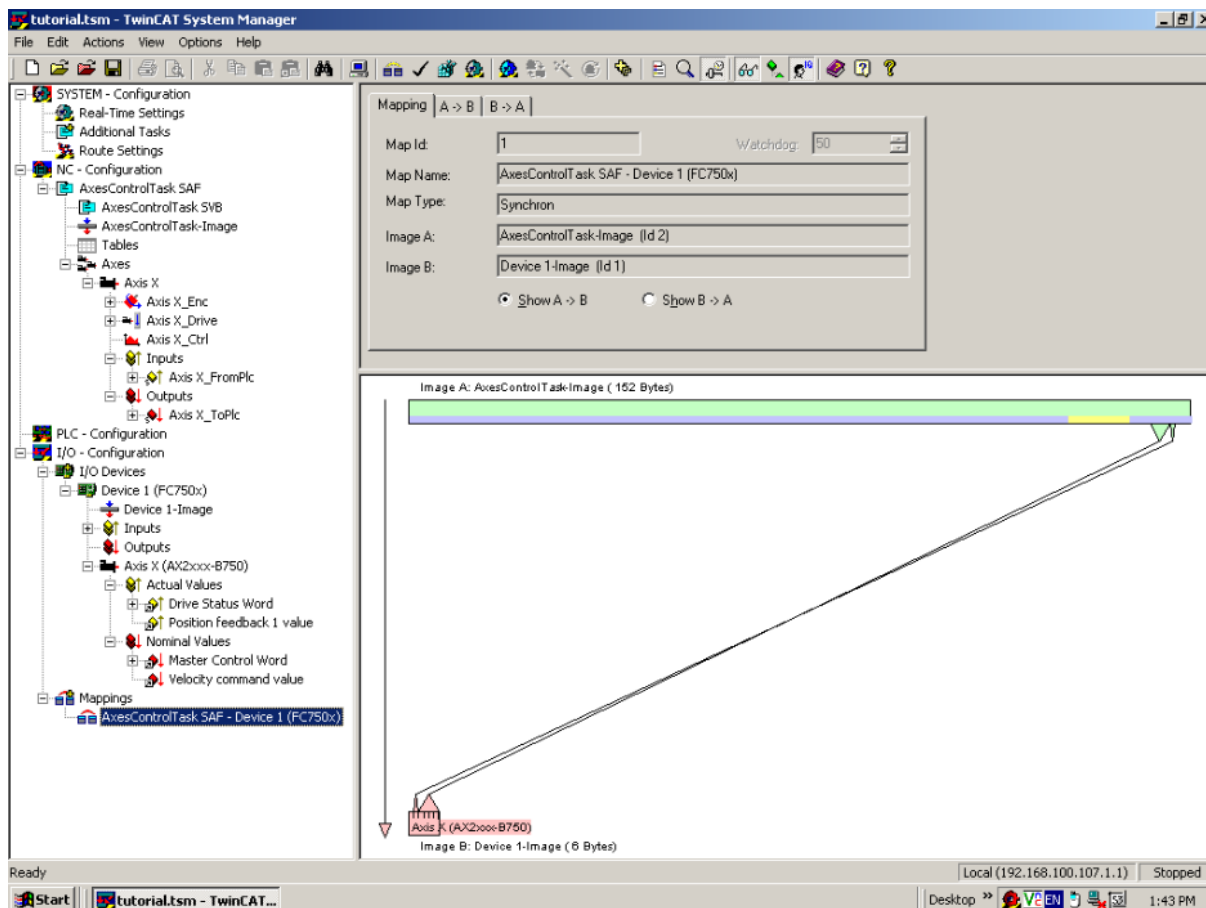 tutorial.tsm - TwinCAT System Manager
File Edit Actions View Options Help
SYSTEM - Configuration
Real-Time Settings
Additional Tasks
Route Settings
NC - Configuration
AxesControlTask SAF
AxesControlTask SVB
AxesControlTask-Image
Tables
Axes
Axis X
Axis X_Enc
Axis X_Drive
Axis X_Ctrl
Inputs
Axis X_FromPlc
Outputs
Axis X_ToPlc
PLC - Configuration
I/O - Configuration
I/O Devices
Device 1 (FC750x)
Device 1-Image
Inputs
Outputs
Axis X (AX2xxx-B750)
Actual Values
Drive Status Word
Position feedback 1 value
Nominal Values
Master Control Word
Velocity command value
Mappings
AxesControlTask SAF - Device 1 (FC750x)
Mapping A -> B B -> A
Map Id: 1 Watchdog: 50
Map Name: AxesControlTask SAF - Device 1 (FC750x)
Map Type: Synchron
Image A: AxesControlTask-Image (Id 2)
Image B: Device 1-Image (Id 1)
Show A -> B Show B -> A
Image A: AxesControlTask-Image ( 152 Bytes)
Axis X (AX2xxx-B750)
Image B: Device 1-Image ( 6 Bytes)
Ready Local (192.168.100.107.1.1) Stopped
Start tutorial.tsm - TwinCAT... Desktop » EN 1:43 PM